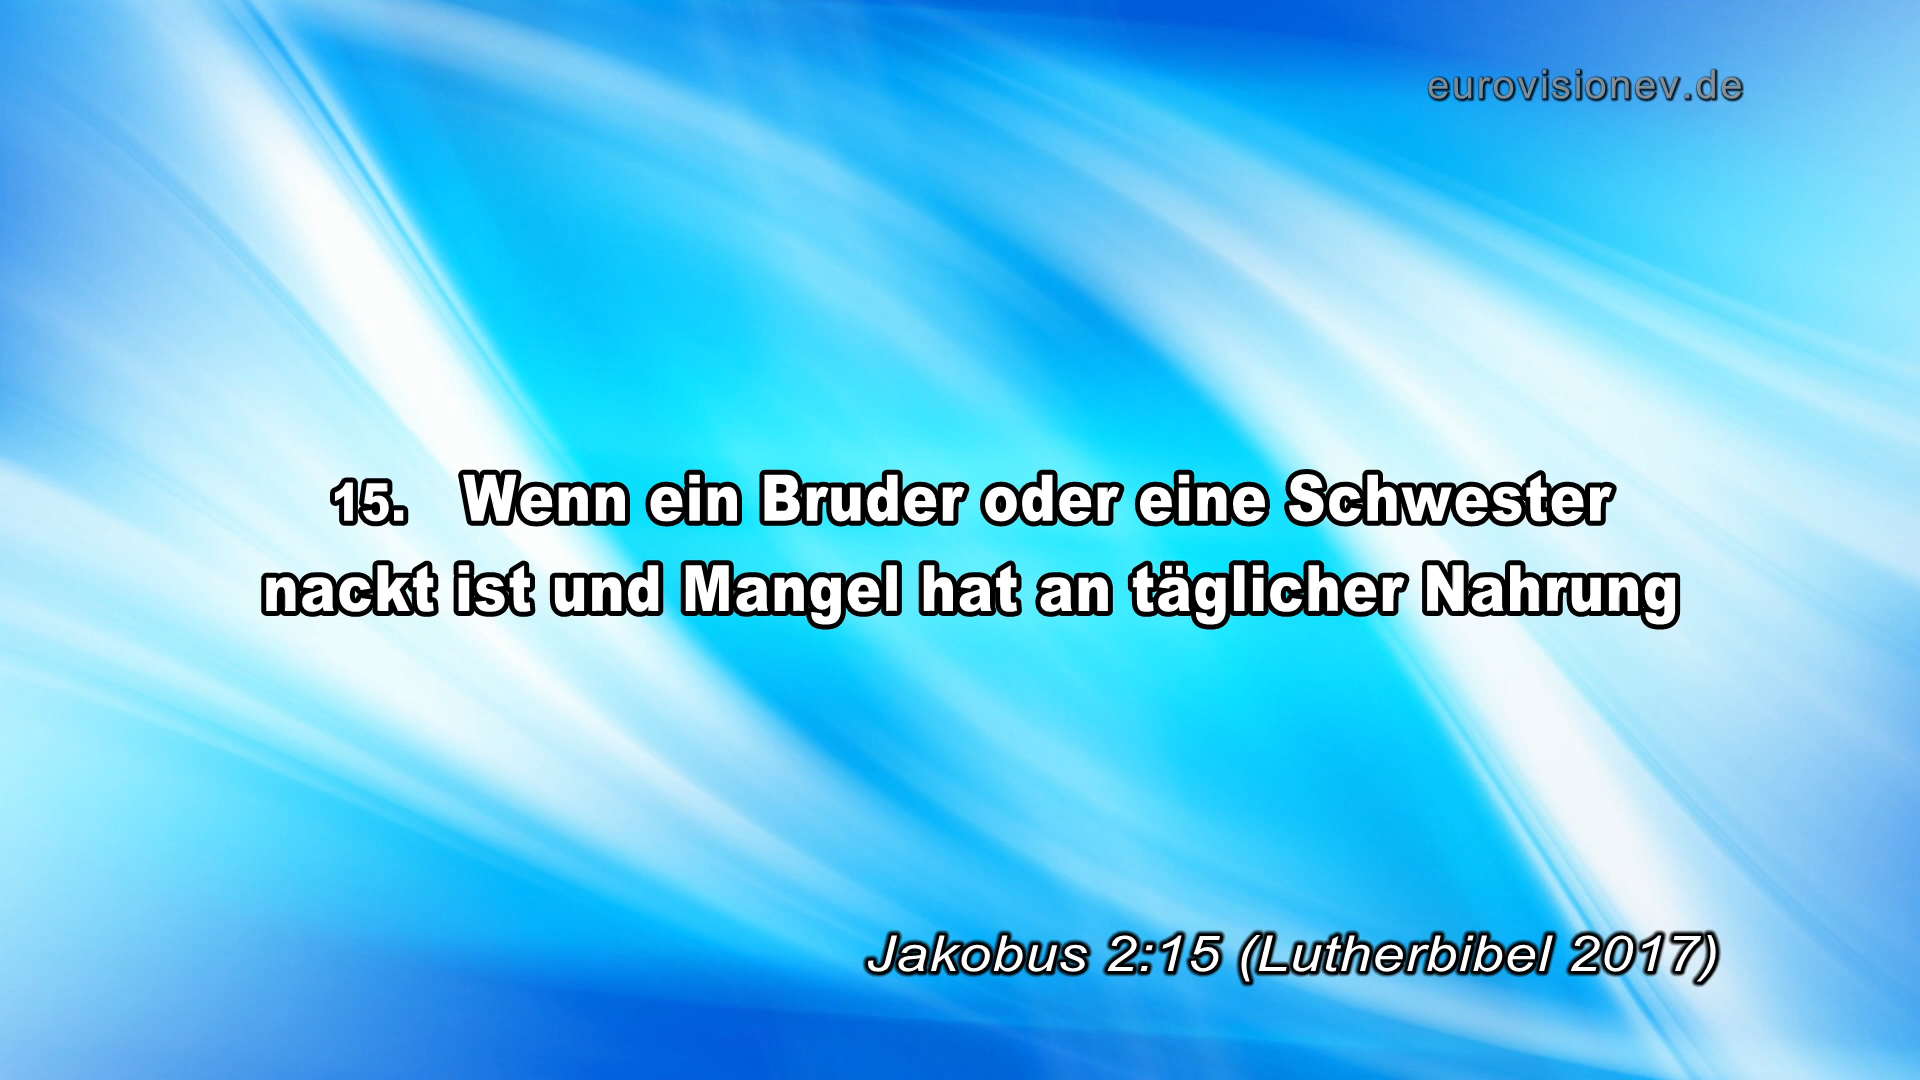 eurovisionev.de
15. Wenn ein Bruder oder eine Schwester
nackt ist und Mangel hat an täglicher Nahrung
Jakobus 2:15 (Lutherbibel 2017)